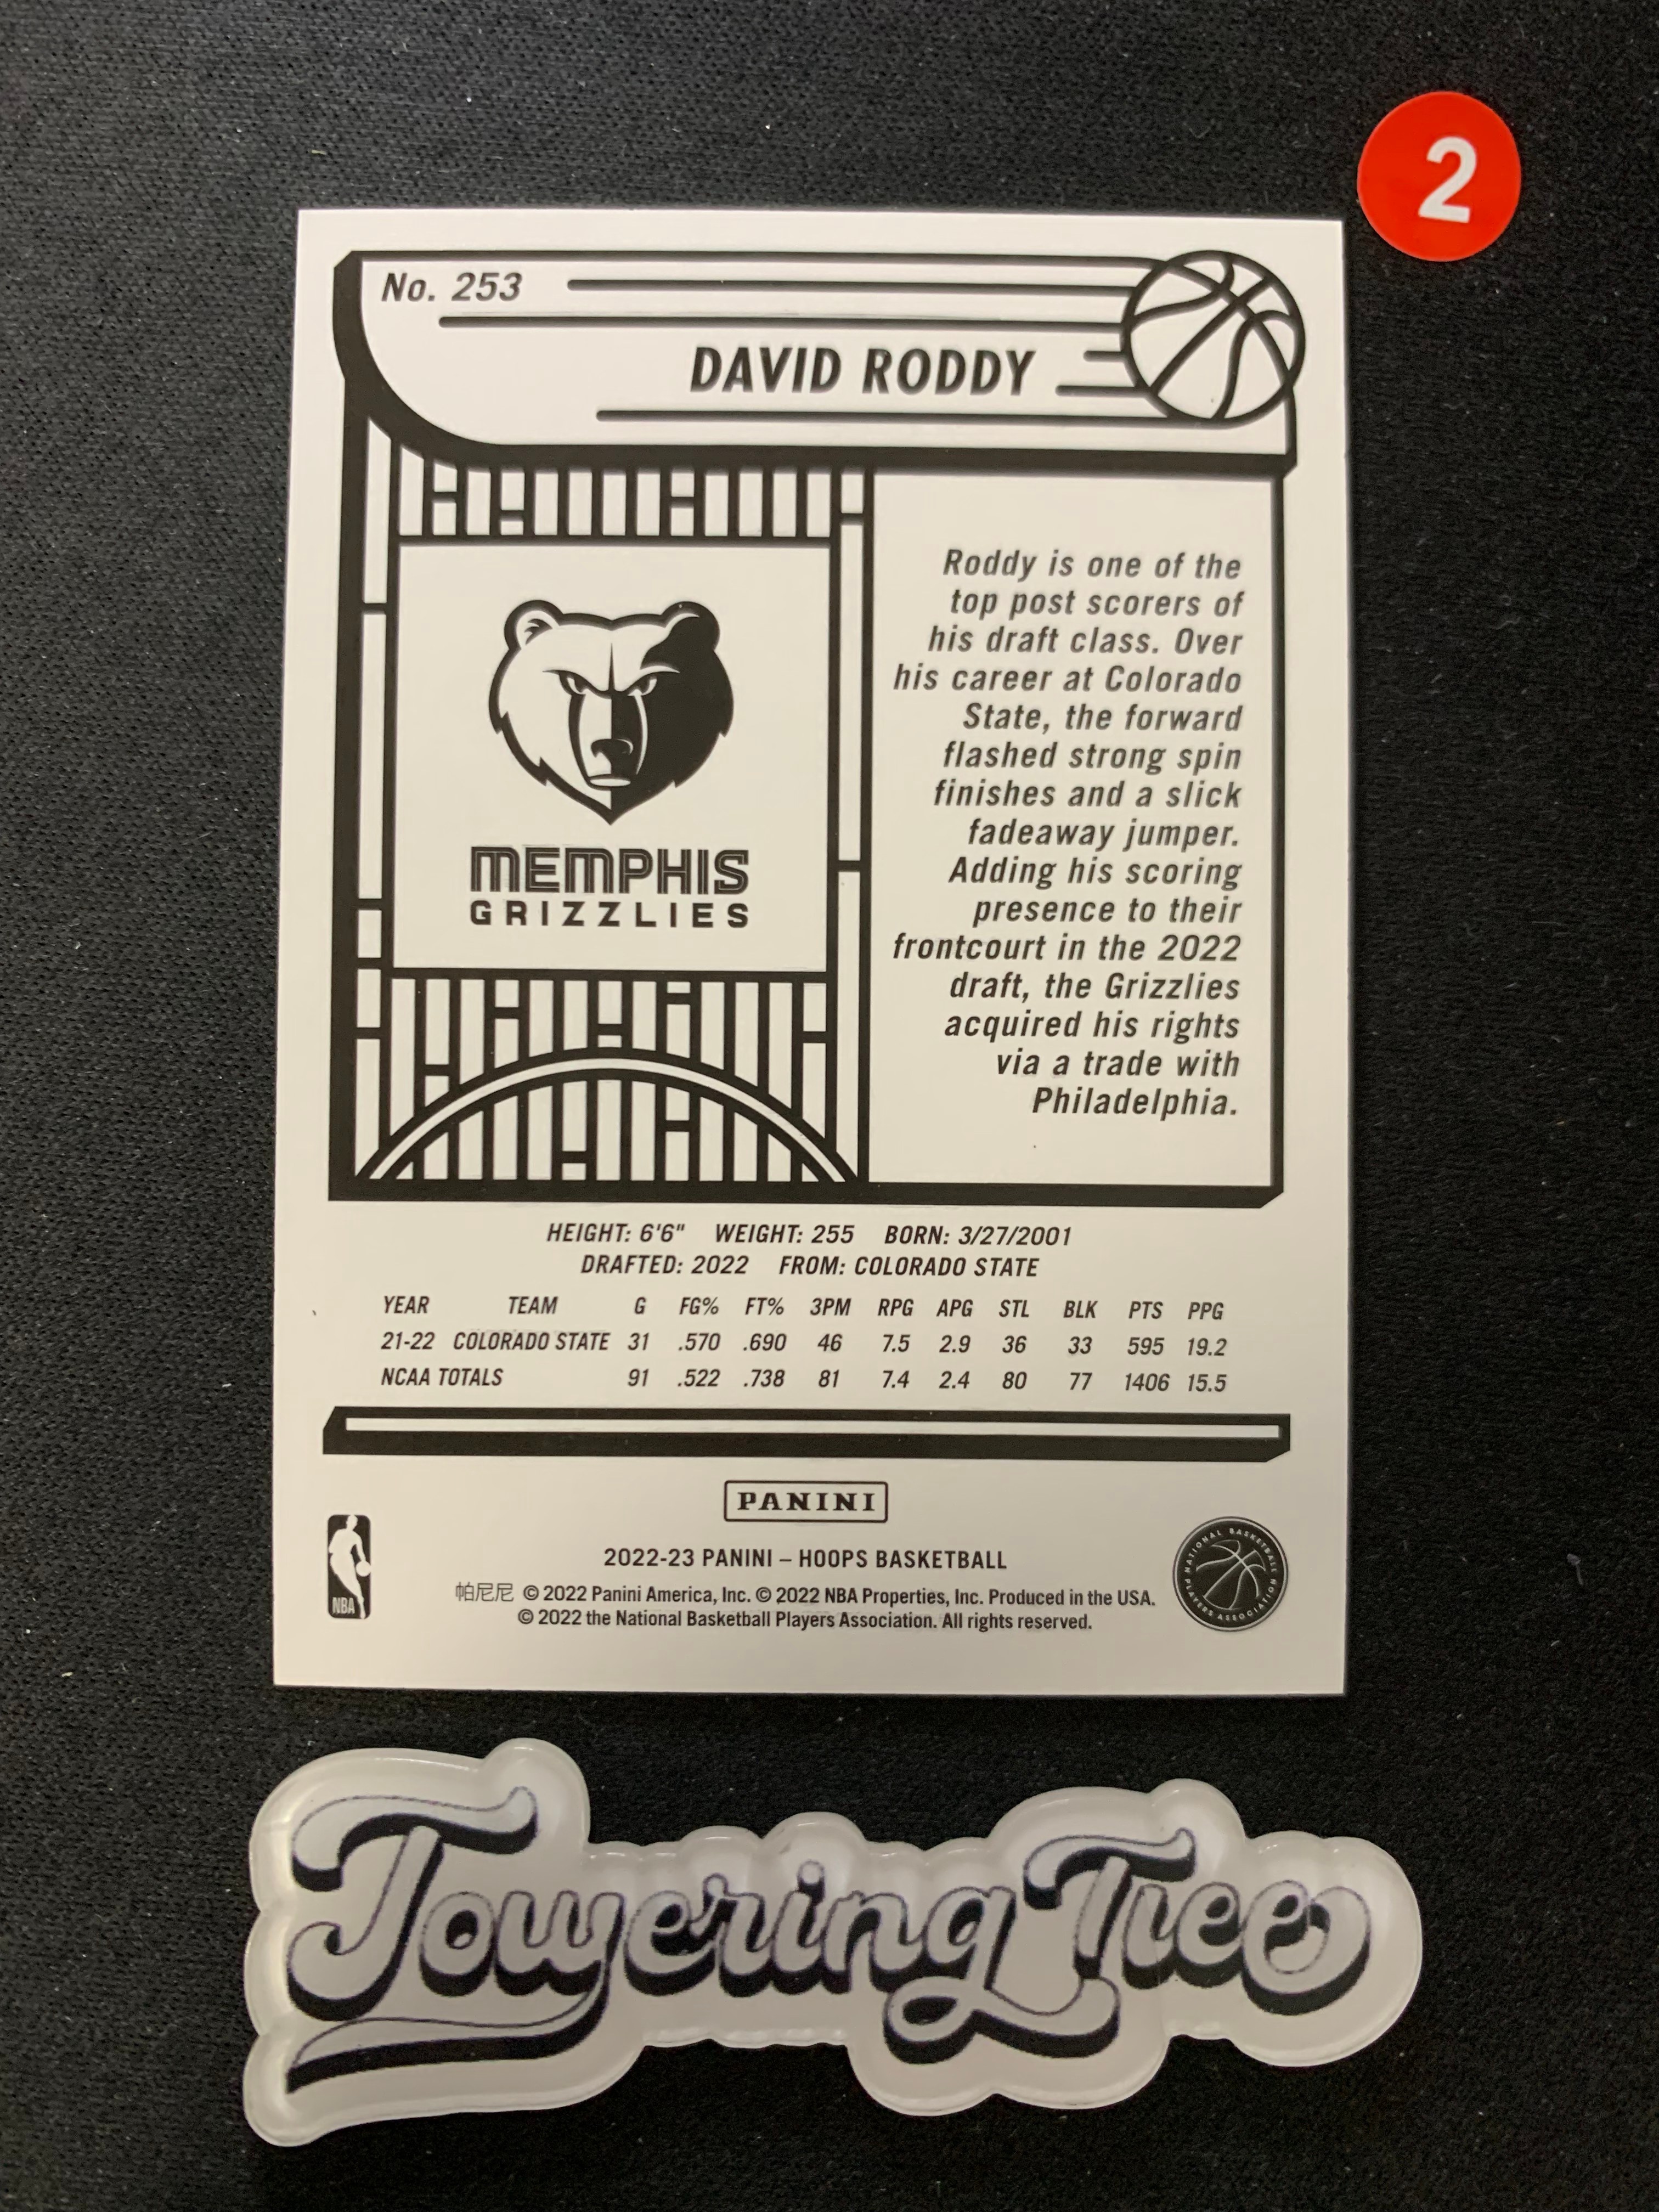 2
No. 253
DAVID RODDY
Roddy is one of the
top post scorers of
his draft class. Over
his career at Colorado
State, the forward
flashed strong spin
finishes and a slick
fadeaway jumper.
Adding his scoring
presence to their
frontcourt in the 2022
draft, the Grizzlies
acquired his rights
via a trade with
Philadelphia.
MEMPHIS
GRIZZLIES
HEIGHT: 6'6" WEIGHT: 255 BORN: 3/27/2001
DRAFTED: 2022 FROM: COLORADO STATE
YEAR TEAM G FG% FT% 3PM RPG APG STL BLK PTS PPG
21-22 COLORADO STATE 31 .570 .690 46 7.5 2.9 36 33 595 19.2
NCAA TOTALS 91 .522 .738 81 7.4 2.4 80 77 1406 15.5
PANINI
2022-23 PANINI – HOOPS BASKETBALL
帕尼尼 © 2022 Panini America, Inc. © 2022 NBA Properties, Inc. Produced in the USA.
© 2022 the National Basketball Players Association. All rights reserved.
NBA
NATIONAL BASKETBALL PLAYERS ASSOCIATION
ToweringTree